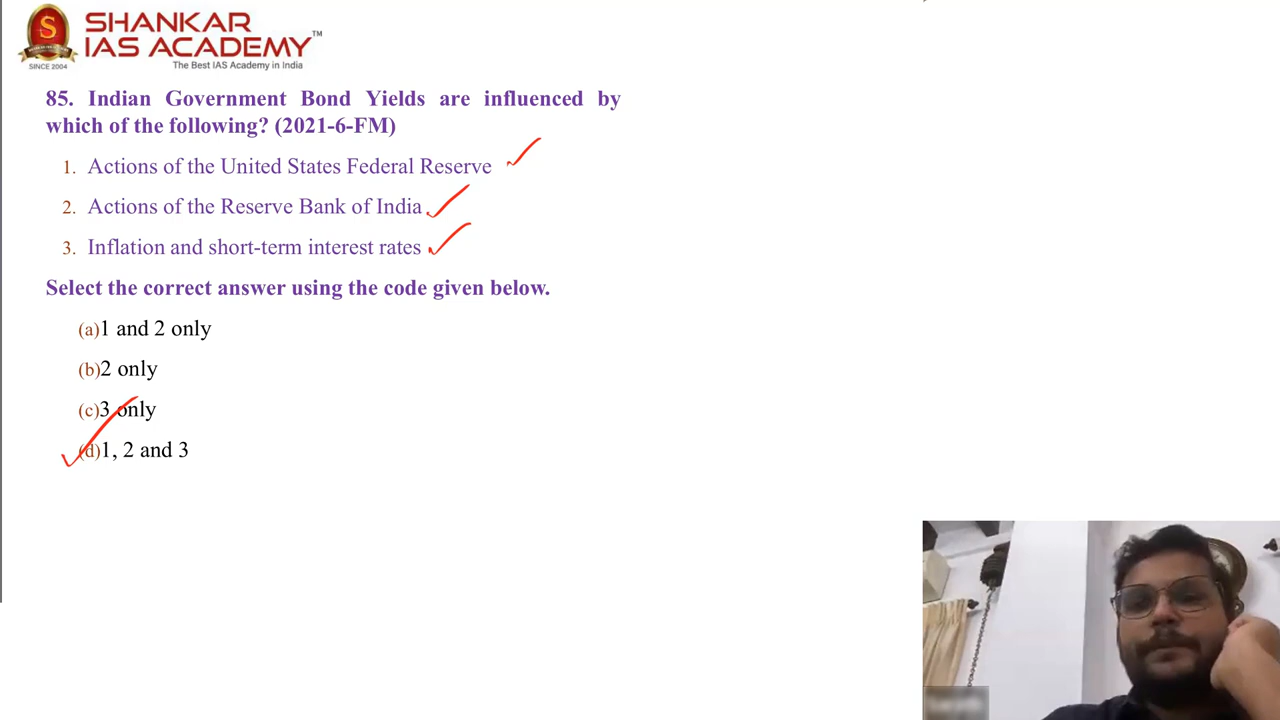 SHANKAR
IAS ACADEMY™
The Best IAS Academy in India
S
SINCE 2004
85. Indian Government Bond Yields are influenced by
which of the following? (2021-6-FM)
1. Actions of the United States Federal Reserve
2. Actions of the Reserve Bank of India
3. Inflation and short-term interest rates
Select the correct answer using the code given below.
(a)1 and 2 only
(b)2 only
(c)3 only
(d)1, 2 and 3